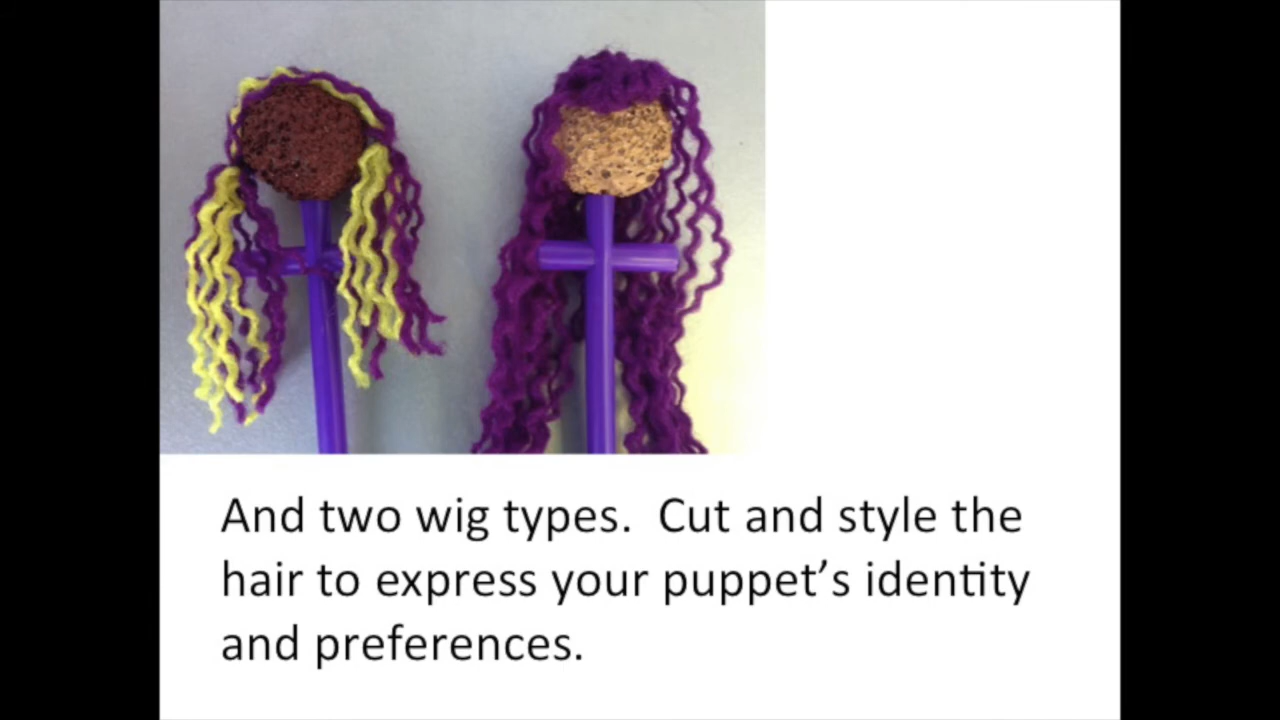 And two wig types.  Cut and style the
hair to express your puppet’s identity
and preferences.